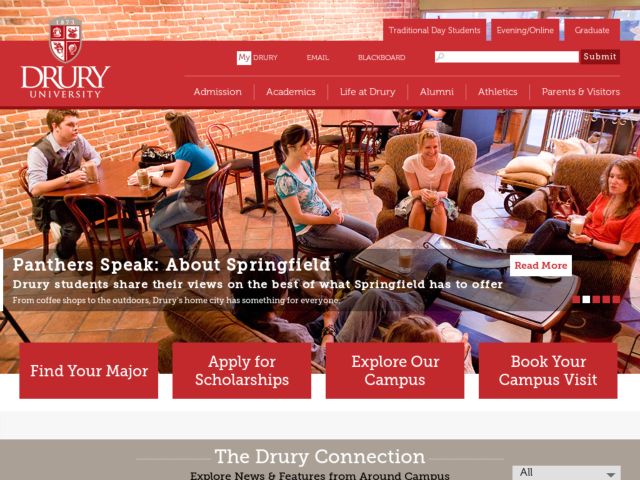 Traditional Day Students
Evening/Online
Graduate
1873
DRURY
UNIVERSITY
My DRURY
EMAIL
BLACKBOARD
Submit
Admission
Academics
Life at Drury
Alumni
Athletics
Parents & Visitors
Panthers Speak: About Springfield
Read More
Drury students share their views on the best of what Springfield has to offer
From coffee shops to the outdoors, Drury's home city has something for everyone.
Find Your Major
Apply for
Scholarships
Explore Our
Campus
Book Your
Campus Visit
The Drury Connection
Explore News & Features from Around Campus
All